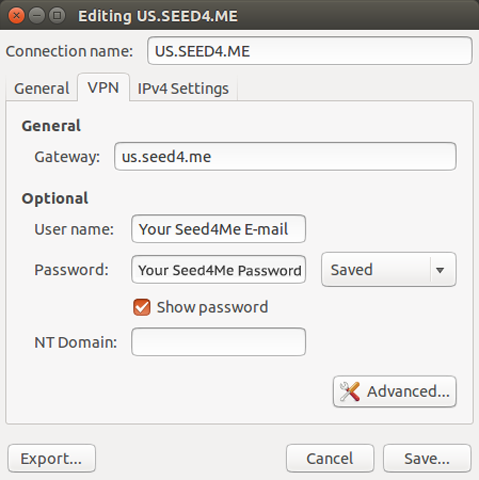 Editing US.SEED4.ME
Connection name: US.SEED4.ME
General VPN IPv4 Settings
General
Gateway: us.seed4.me
Optional
User name: Your Seed4Me E-mail
Password: Your Seed4Me Password Saved
Show password
NT Domain:
Advanced...
Export... Cancel Save...